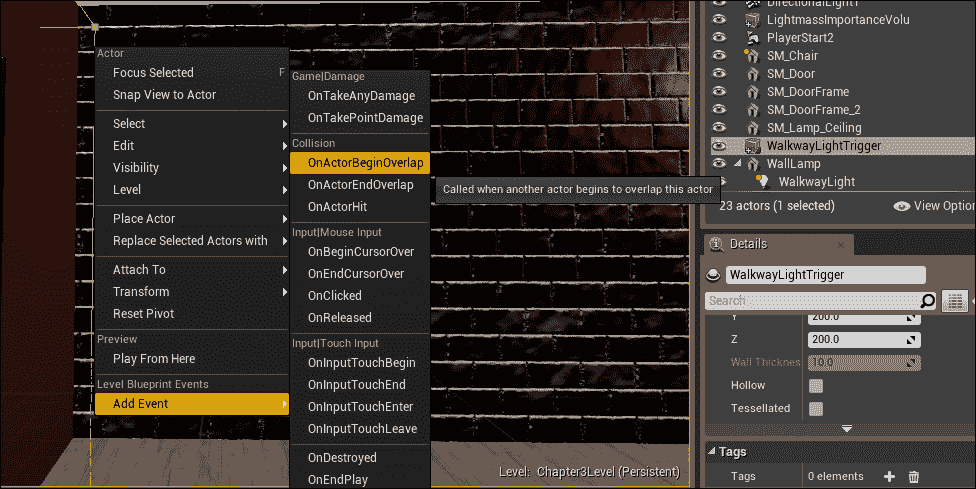 Actor
Focus Selected F
Snap View to Actor
Select
Edit
Visibility
Level
Place Actor
Replace Selected Actors with
Attach To
Transform
Reset Pivot
Preview
Play From Here
Level Blueprint Events
Add Event
Game|Damage
OnTakeAnyDamage
OnTakePointDamage
Collision
OnActorBeginOverlap
OnActorEndOverlap
OnActorHit
Input|Mouse Input
OnBeginCursorOver
OnEndCursorOver
OnClicked
OnReleased
Input|Touch Input
OnInputTouchBegin
OnInputTouchEnd
OnInputTouchEnter
OnInputTouchLeave
OnDestroyed
OnEndPlay
Called when another actor begins to overlap this actor
Level: Chapter3Level (Persistent)
DirectionalLight1
LightmassImportanceVolu
PlayerStart2
SM_Chair
SM_Door
SM_DoorFrame
SM_DoorFrame_2
SM_Lamp_Ceiling
WalkwayLightTrigger
WallLamp
WalkwayLight
23 actors (1 selected) View Option
Details
WalkwayLightTrigger
Search
Y 200.0
Z 200.0
Wall Thicknes 10.0
Hollow
Tessellated
Tags
Tags 0 elements